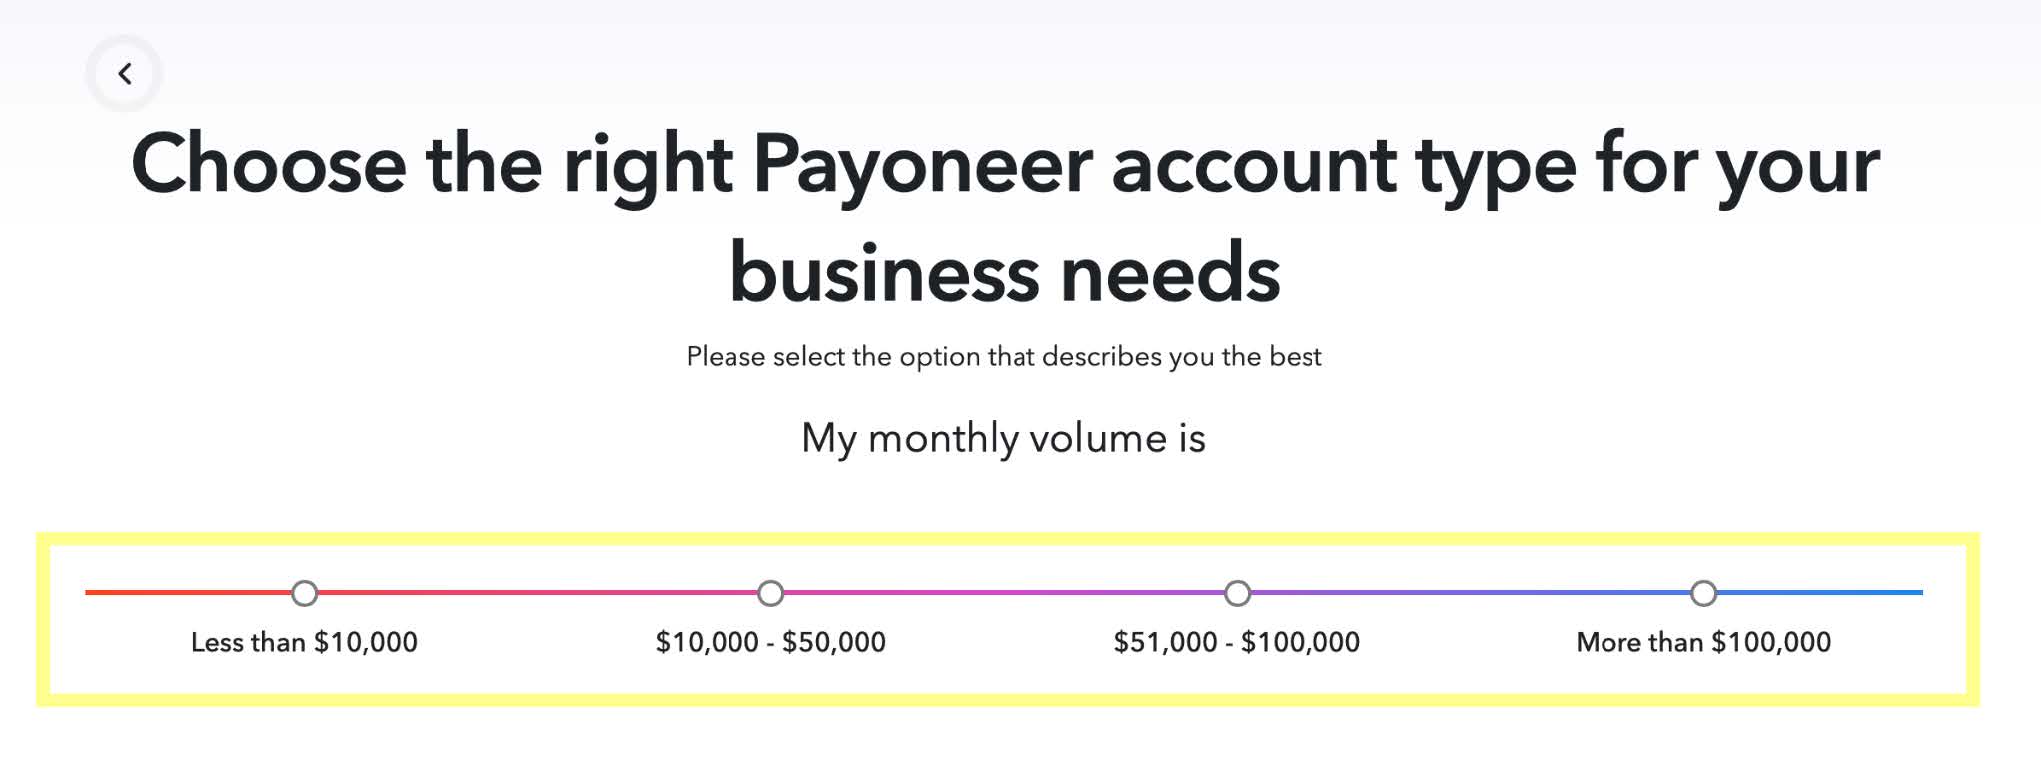 Choose the right Payoneer account type for your
business needs
Please select the option that describes you the best
My monthly volume is
Less than $10,000
$10,000 - $50,000
$51,000 - $100,000
More than $100,000